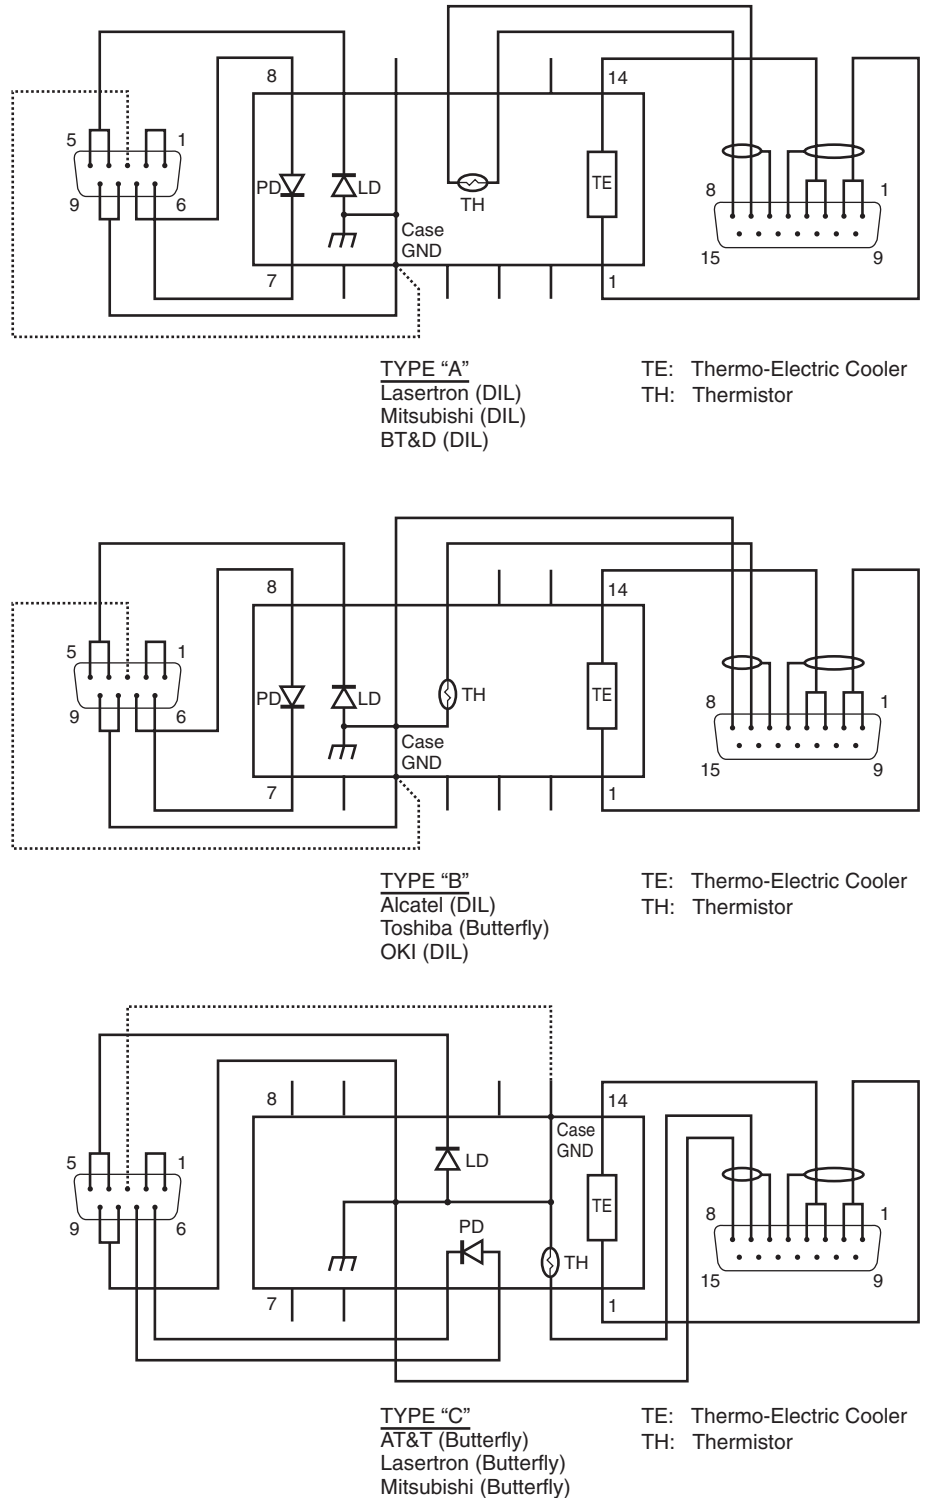 8
14
5
1
PD
LD
TE
TH
8
1
9
6
Case
GND
15
9
7
1
TYPE “A”
Lasertron (DIL)
Mitsubishi (DIL)
BT&D (DIL)
TE: Thermo-Electric Cooler
TH: Thermistor
8
14
5
1
PD
LD
TH
TE
8
1
9
6
Case
GND
15
9
7
1
TYPE “B”
Alcatel (DIL)
Toshiba (Butterfly)
OKI (DIL)
TE: Thermo-Electric Cooler
TH: Thermistor
8
14
Case
GND
5
1
LD
TE
8
1
9
6
PD
TH
15
9
7
1
TYPE “C”
AT&T (Butterfly)
Lasertron (Butterfly)
Mitsubishi (Butterfly)
TE: Thermo-Electric Cooler
TH: Thermistor